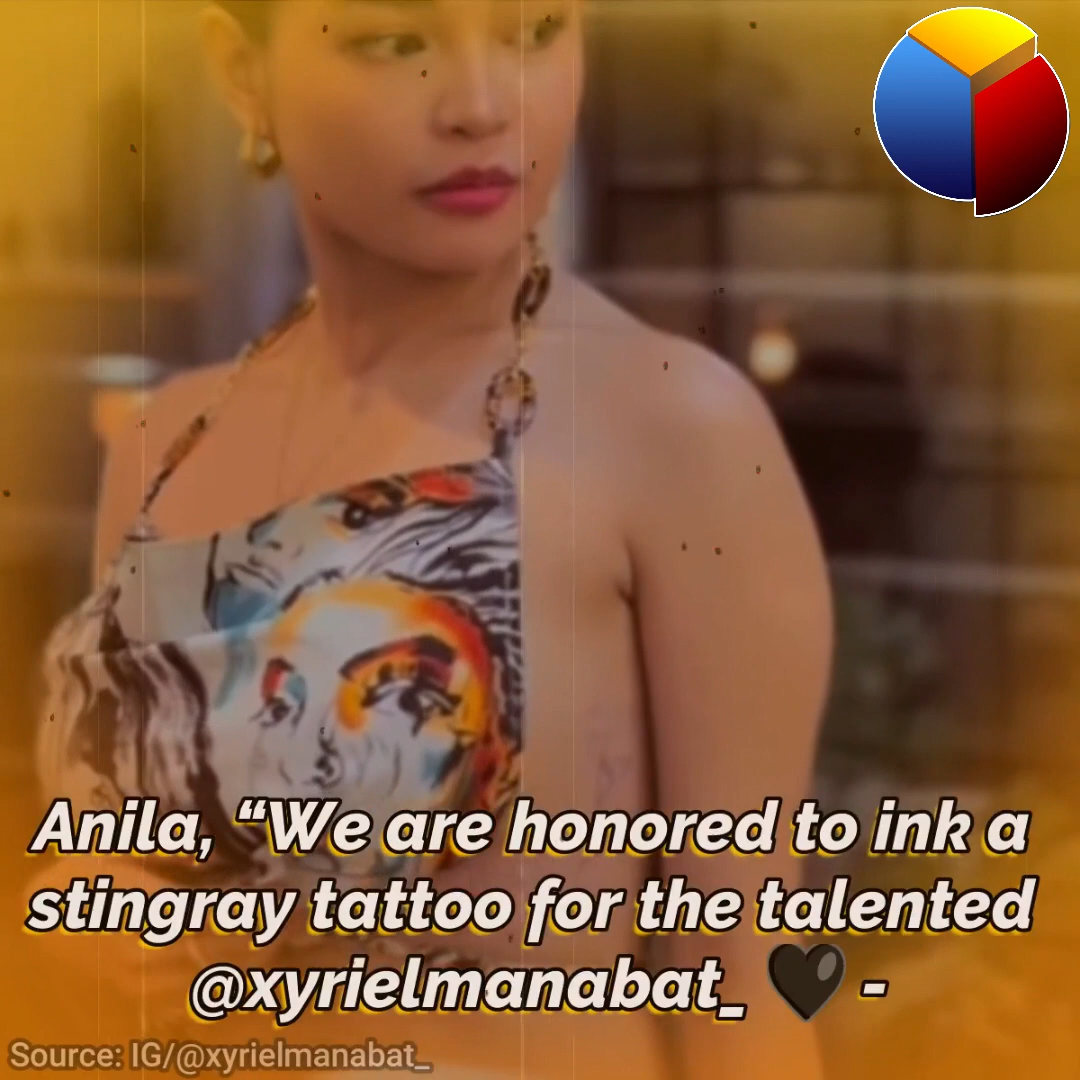 Anila, “We are honored to ink a
stingray tattoo for the talented
@xyrielmanabat_ 🖤 -
Source: IG/@xyrielmanabat_